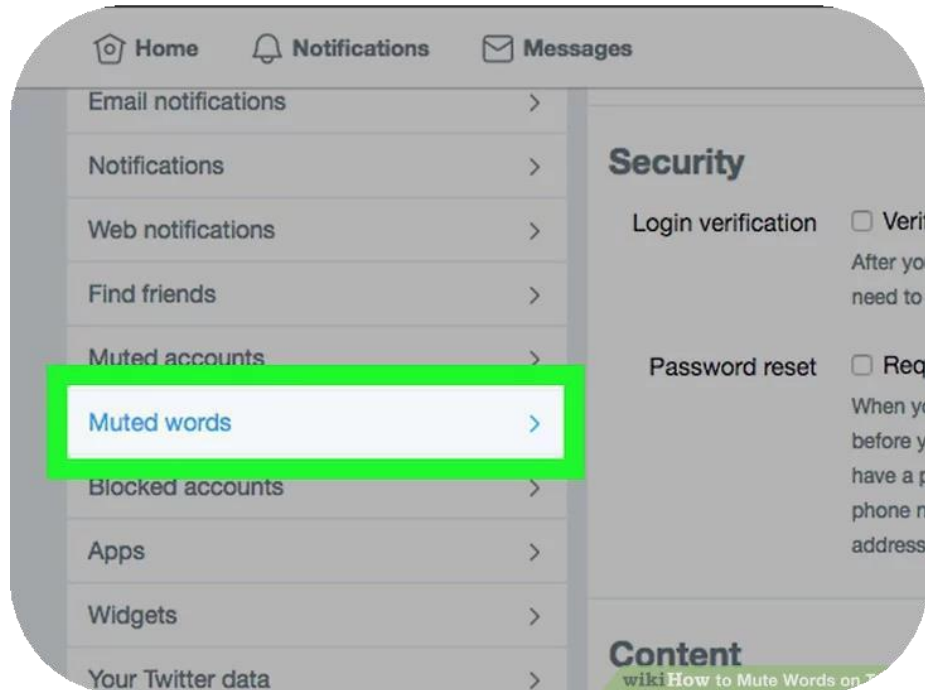 Home Notifications Messages
Email notifications
Notifications
Web notifications
Find friends
Muted accounts
Muted words
Blocked accounts
Apps
Widgets
Your Twitter data
Security
Login verification
After
need to
Password reset
When
before
have a
phone
address
Content
wikiHow to Mute Words on